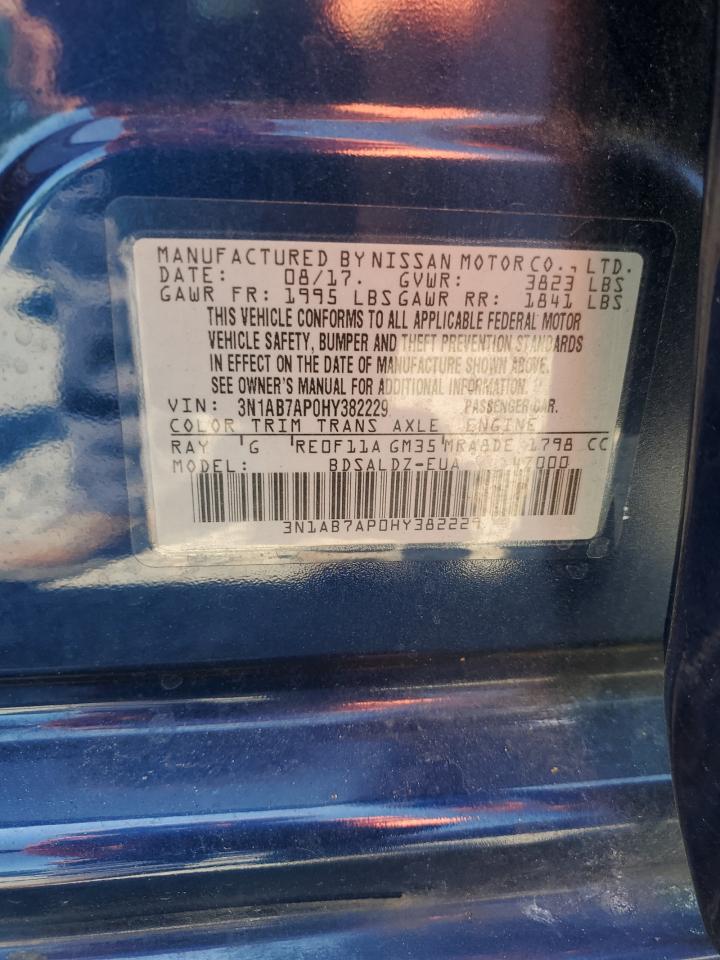 MANUFACTURED BY NISSAN MOTOR CO., LTD.
DATE: 08/17. GVWR: 3823 LBS
GAWR FR: 1995 LBS GAWR RR: 1841 LBS
THIS VEHICLE CONFORMS TO ALL APPLICABLE FEDERAL MOTOR
VEHICLE SAFETY, BUMPER AND THEFT PREVENTION STANDARDS
IN EFFECT ON THE DATE OF MANUFACTURE SHOWN ABOVE.
SEE OWNER'S MANUAL FOR ADDITIONAL INFORMATION.
VIN: 3N1AB7AP0HY382229 PASSENGER CAR.
COLOR TRIM TRANS AXLE ENGINE
RAY G RE0F11A GM35 MRA8DE 1798 CC
MODEL: BDSALDZ-EUA
3N1AB7AP0HY382229